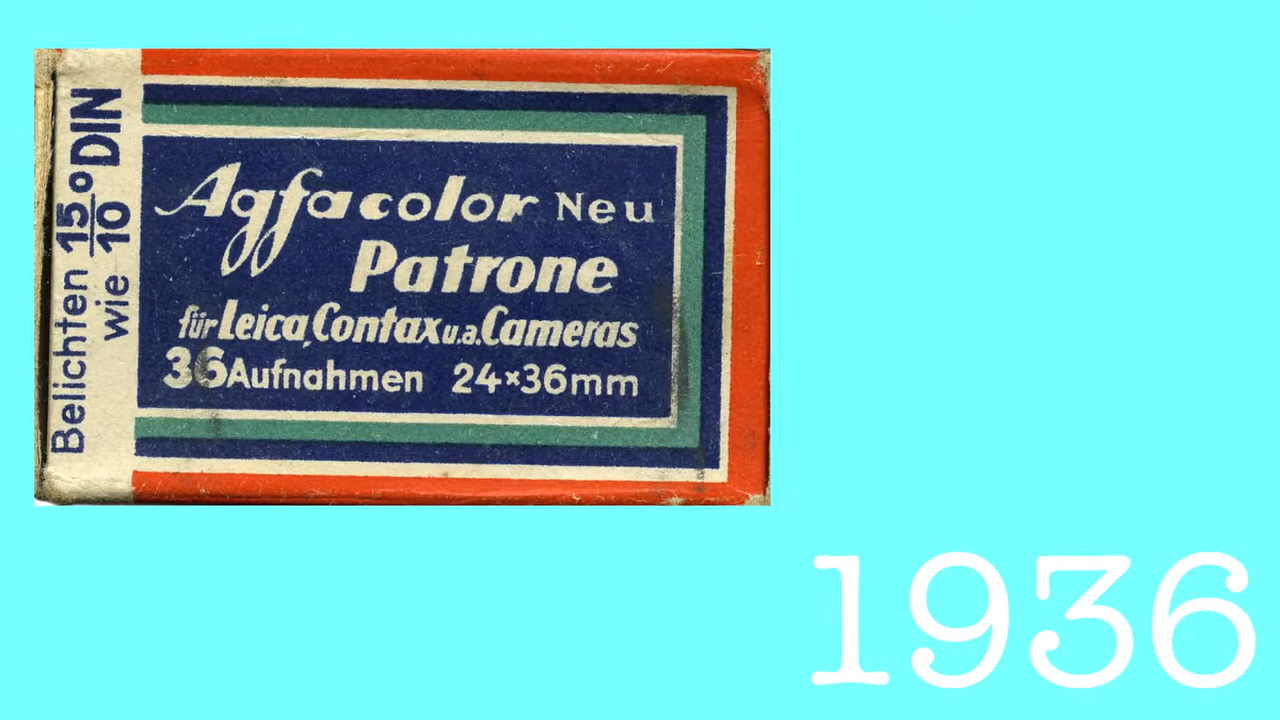 Belichten 15/10° DIN
wie
Agfacolor Neu
Patrone
für Leica, Contax u.a. Cameras
36 Aufnahmen 24×36mm
1936